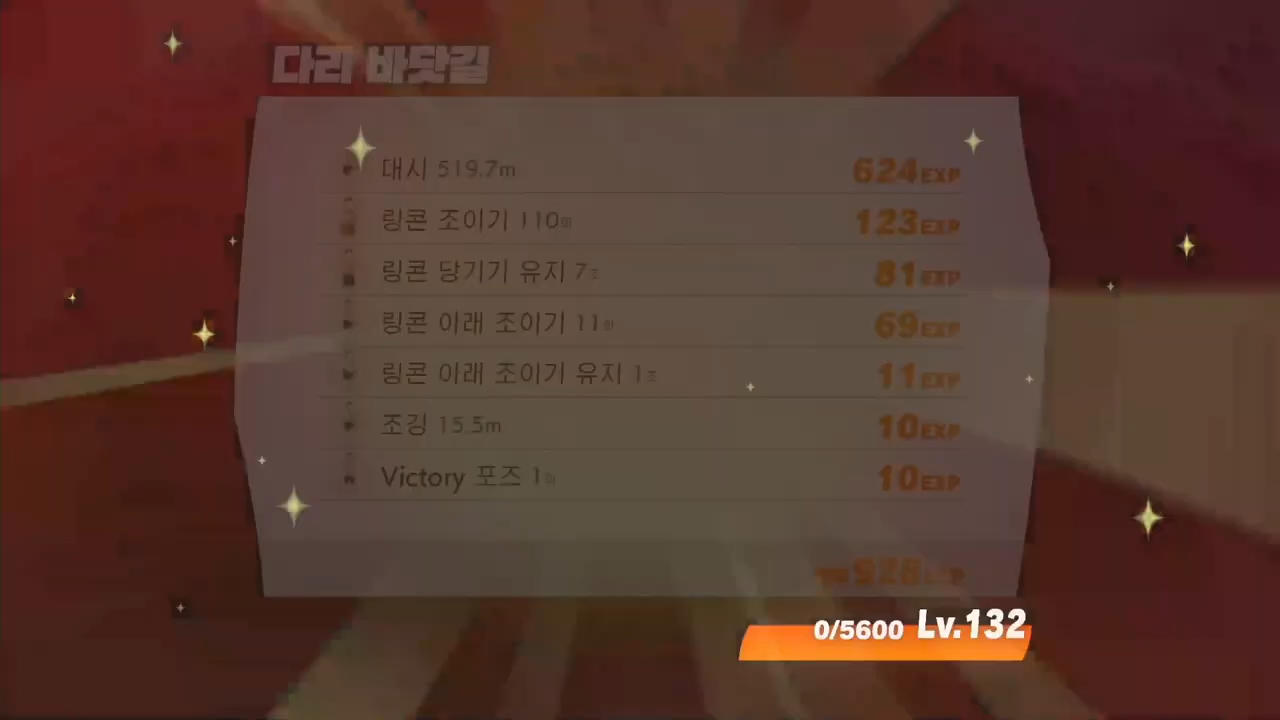 다리 바닷길
대시 519.7m 624EXP
링콘 조이기 110회 123EXP
링콘 당기기 유지 7초 81EXP
링콘 아래 조이기 11회 69EXP
링콘 아래 조이기 유지 1초 11EXP
조깅 15.5m 10EXP
Victory 포즈 1회 10EXP
928EXP
0/5600 Lv.132